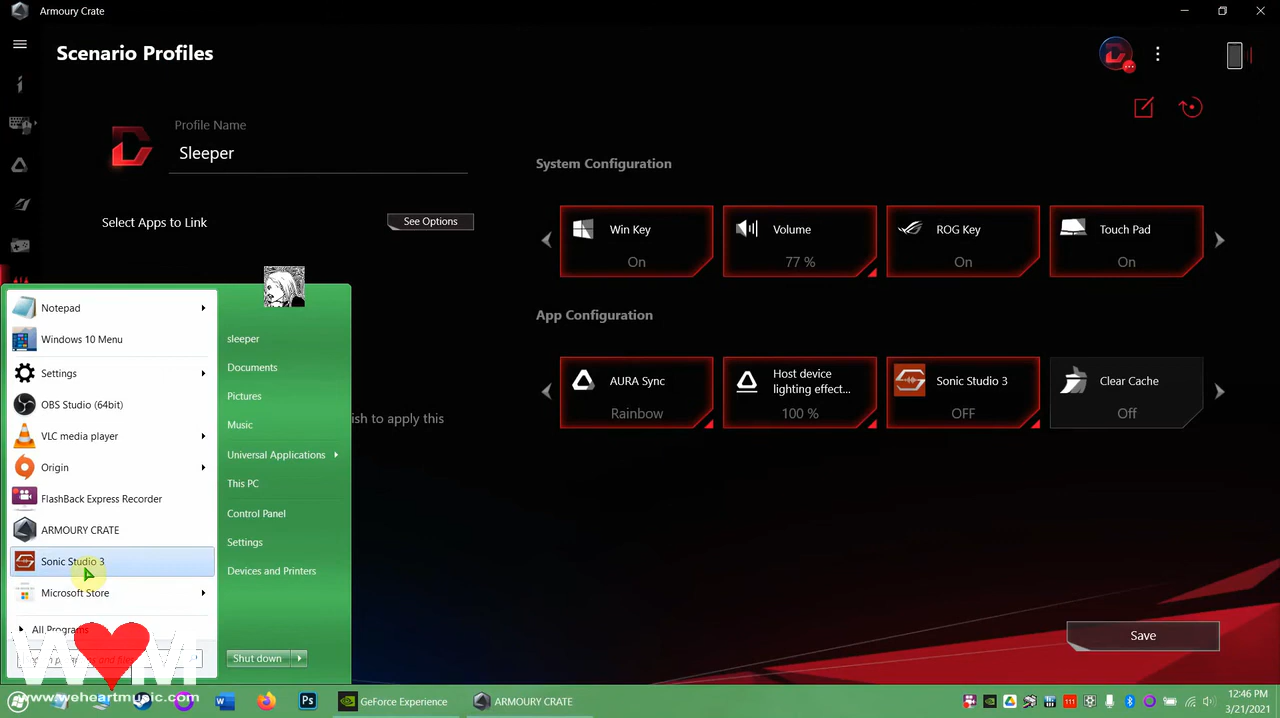 Armoury Crate
Scenario Profiles
Profile Name
Sleeper
Select Apps to Link
See Options
System Configuration
Win Key
On
Volume
77 %
ROG Key
On
Touch Pad
On
App Configuration
AURA Sync
Rainbow
Host device
lighting effect...
100 %
Sonic Studio 3
OFF
Clear Cache
Off
ish to apply this
Save
Notepad
Windows 10 Menu
Settings
OBS Studio (64bit)
VLC media player
Origin
FlashBack Express Recorder
ARMOURY CRATE
Sonic Studio 3
Microsoft Store
All Programs
sleeper
Documents
Pictures
Music
Universal Applications
This PC
Control Panel
Settings
Devices and Printers
Shut down
W♥M
www.weheartmusic.com
GeForce Experience
ARMOURY CRATE
111
12:46 PM
3/21/2021